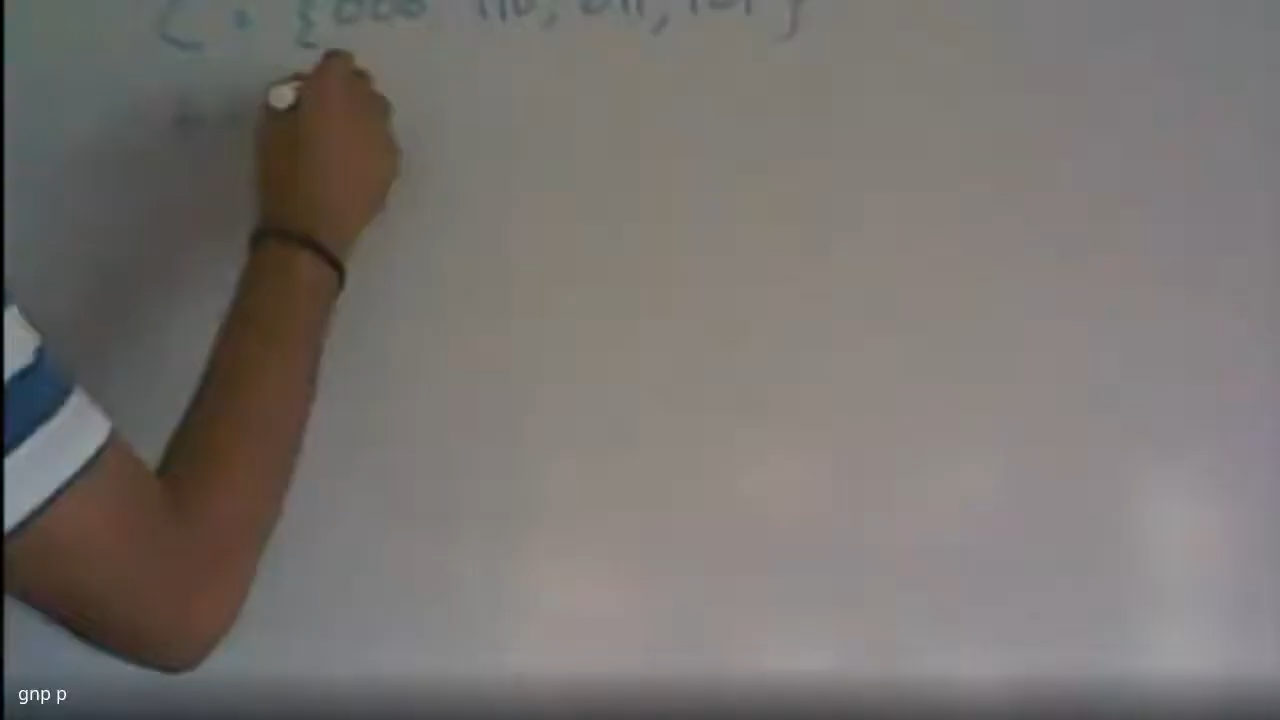 C = {000 110, 011, 101}
gnp p